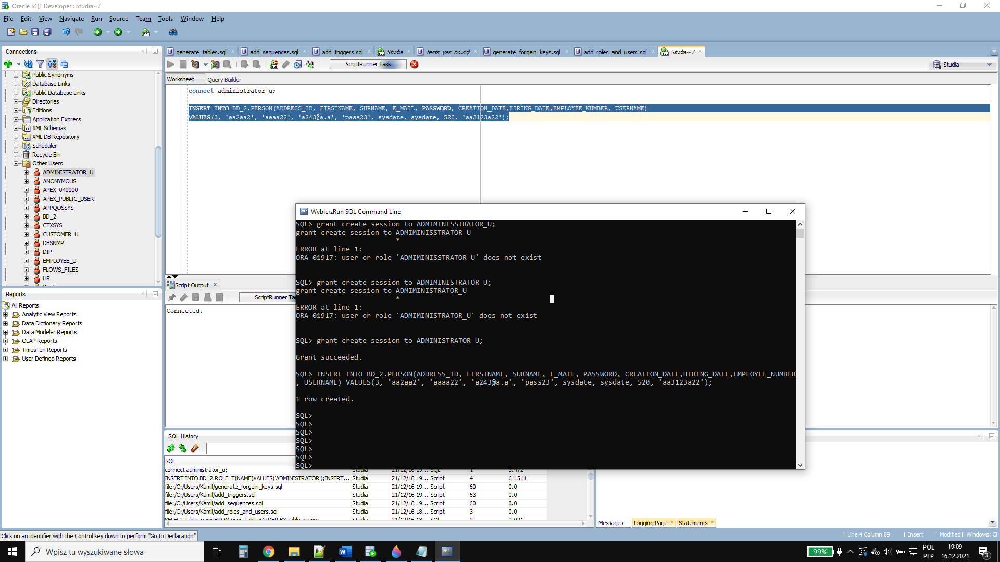 Oracle SQL Developer : Studia~7
File Edit View Navigate Run Source Team Tools Window Help
Connections
Public Synonyms
Database Links
Public Database Links
Directories
Editions
Application Express
XML Schemas
XML DB Repository
Scheduler
Recycle Bin
Other Users
ADMINISTRATOR_U
ANONYMOUS
APEX_040000
APEX_PUBLIC_USER
APPQOSSYS
BD_2
CTXSYS
CUSTOMER_U
DBSNMP
DIP
EMPLOYEE_U
FLOWS_FILES
HR
Reports
All Reports
Analytic View Reports
Data Dictionary Reports
Data Modeler Reports
OLAP Reports
TimesTen Reports
User Defined Reports
generate_tables.sql add_sequences.sql add_triggers.sql Studia tests_yes_no.sql generate_forgein_keys.sql add_roles_and_users.sql Studia~7
ScriptRunner Task
Studia
Worksheet Query Builder
connect administrator_u;
INSERT INTO BD_2.PERSON(ADDRESS_ID, FIRSTNAME, SURNAME, E_MAIL, PASSWORD, CREATION_DATE,HIRING_DATE,EMPLOYEE_NUMBER, USERNAME)
VALUES(3, 'aa2aa2', 'aaaa22', 'a243@a.a', 'pass23', sysdate, sysdate, 520, 'aa3123a22');
Script Output
ScriptRunner Ta
Connected.
WybierzRun SQL Command Line
SQL> grant create session to ADMIMINISSTRATOR_U;
grant create session to ADMIMINISSTRATOR_U
*
ERROR at line 1:
ORA-01917: user or role 'ADMIMINISSTRATOR_U' does not exist
SQL> grant create session to ADMIMINISTRATOR_U;
grant create session to ADMIMINISTRATOR_U
*
ERROR at line 1:
ORA-01917: user or role 'ADMIMINISTRATOR_U' does not exist
SQL> grant create session to ADMINISTRATOR_U;
Grant succeeded.
SQL> INSERT INTO BD_2.PERSON(ADDRESS_ID, FIRSTNAME, SURNAME, E_MAIL, PASSWORD, CREATION_DATE,HIRING_DATE,EMPLOYEE_NUMBER
, USERNAME) VALUES(3, 'aa2aa2', 'aaaa22', 'a243@a.a', 'pass23', sysdate, sysdate, 520, 'aa3123a22');
1 row created.
SQL>
SQL>
SQL>
SQL>
SQL>
SQL>
SQL>
SQL History
SQL
connect administrator_u; Studia 21/12/16 19... SQL 1 3.472
INSERT INTO BD_2.ROLE_T(NAME)VALUES('ADMINISTRATOR');INSERT... Studia 21/12/16 19... Script 4 61.511
file:/C:/Users/Kamil/generate_forgein_keys.sql Studia 21/12/16 19... Script 60 0.0
file:/C:/Users/Kamil/add_triggers.sql Studia 21/12/16 19... Script 63 0.0
file:/C:/Users/Kamil/add_sequences.sql Studia 21/12/16 19... Script 60 0.0
file:/C:/Users/Kamil/add_roles_and_users.sql Studia 21/12/16 18... Script 3 0.0
SELECT table_nameFROM user_tablesORDER BY table_name; Studia 21/12/16 18... SQL 2 0.021
Messages Logging Page Statements
Click on an identifier with the Control key down to perform "Go to Declaration"
Line 4 Column 89 Insert Modified Windows: CF
Wpisz tu wyszukiwane słowa
99%
POL
PLP
19:09
16.12.2021
3